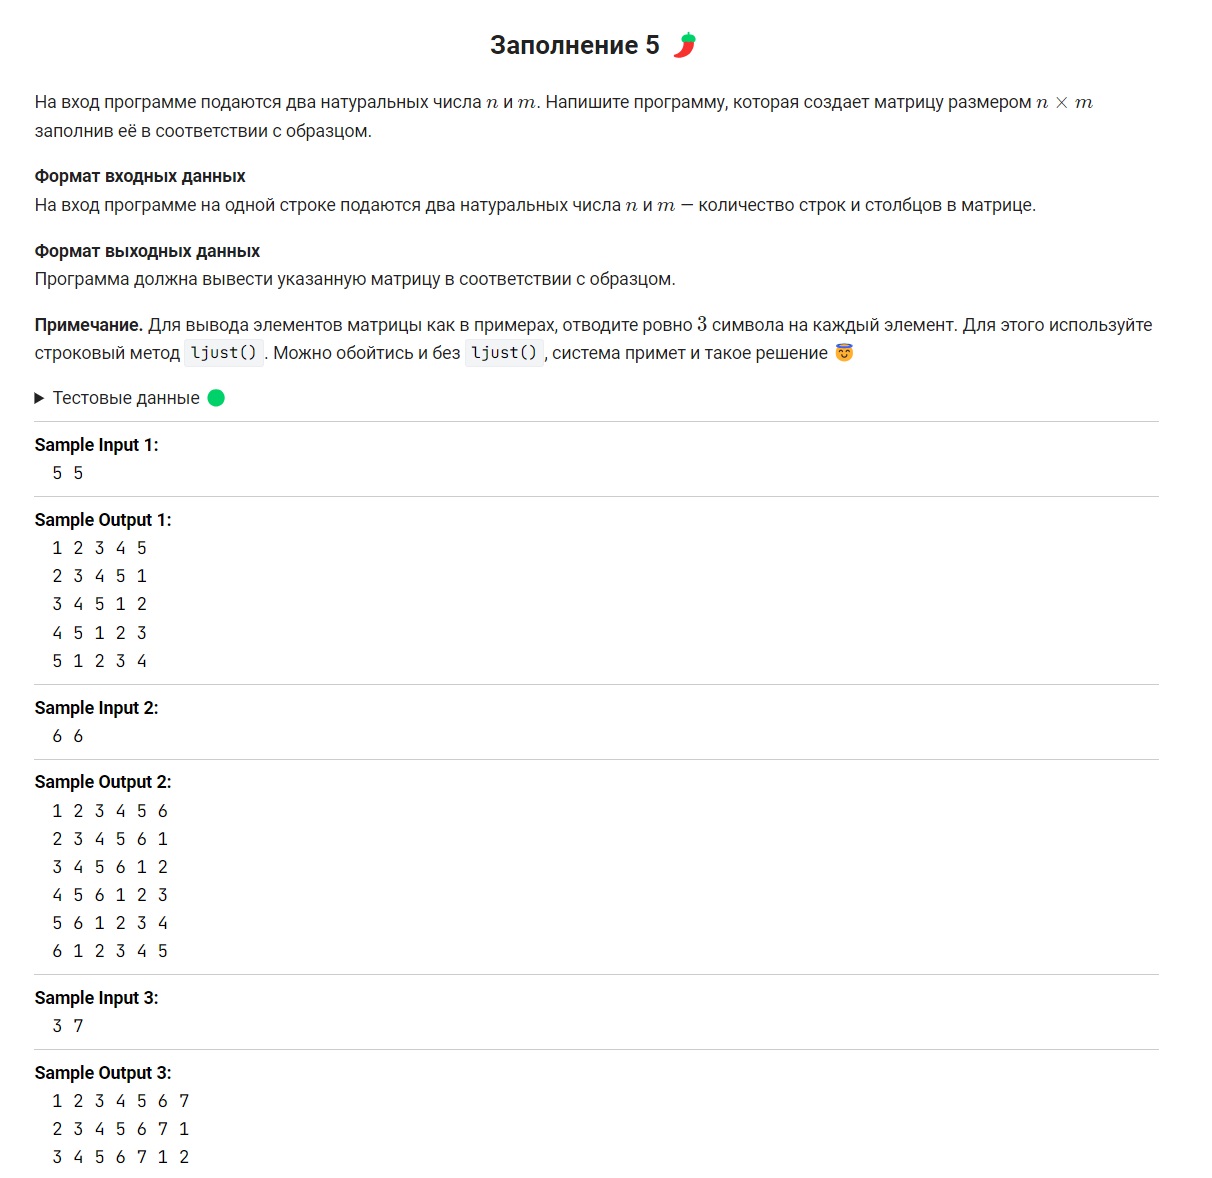 Заполнение 5 🌶️
На вход программе подаются два натуральных числа n и m. Напишите программу, которая создает матрицу размером n × m
заполнив её в соответствии с образцом.
Формат входных данных
На вход программе на одной строке подаются два натуральных числа n и m — количество строк и столбцов в матрице.
Формат выходных данных
Программа должна вывести указанную матрицу в соответствии с образцом.
Примечание. Для вывода элементов матрицы как в примерах, отводите ровно 3 символа на каждый элемент. Для этого используйте
строковый метод ljust(). Можно обойтись и без ljust(), система примет и такое решение 😇
▶ Тестовые данные 🟢
Sample Input 1:
5 5
Sample Output 1:
1 2 3 4 5
2 3 4 5 1
3 4 5 1 2
4 5 1 2 3
5 1 2 3 4
Sample Input 2:
6 6
Sample Output 2:
1 2 3 4 5 6
2 3 4 5 6 1
3 4 5 6 1 2
4 5 6 1 2 3
5 6 1 2 3 4
6 1 2 3 4 5
Sample Input 3:
3 7
Sample Output 3:
1 2 3 4 5 6 7
2 3 4 5 6 7 1
3 4 5 6 7 1 2